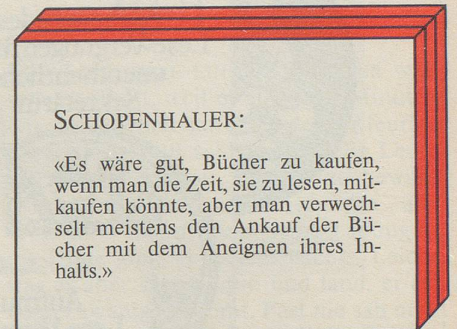 SCHOPENHAUER:
«Es wäre gut, Bücher zu kaufen,
wenn man die Zeit, sie zu lesen, mit-
kaufen könnte, aber man verwech-
selt meistens den Ankauf der Bü-
cher mit dem Aneignen ihres In-
halts.»